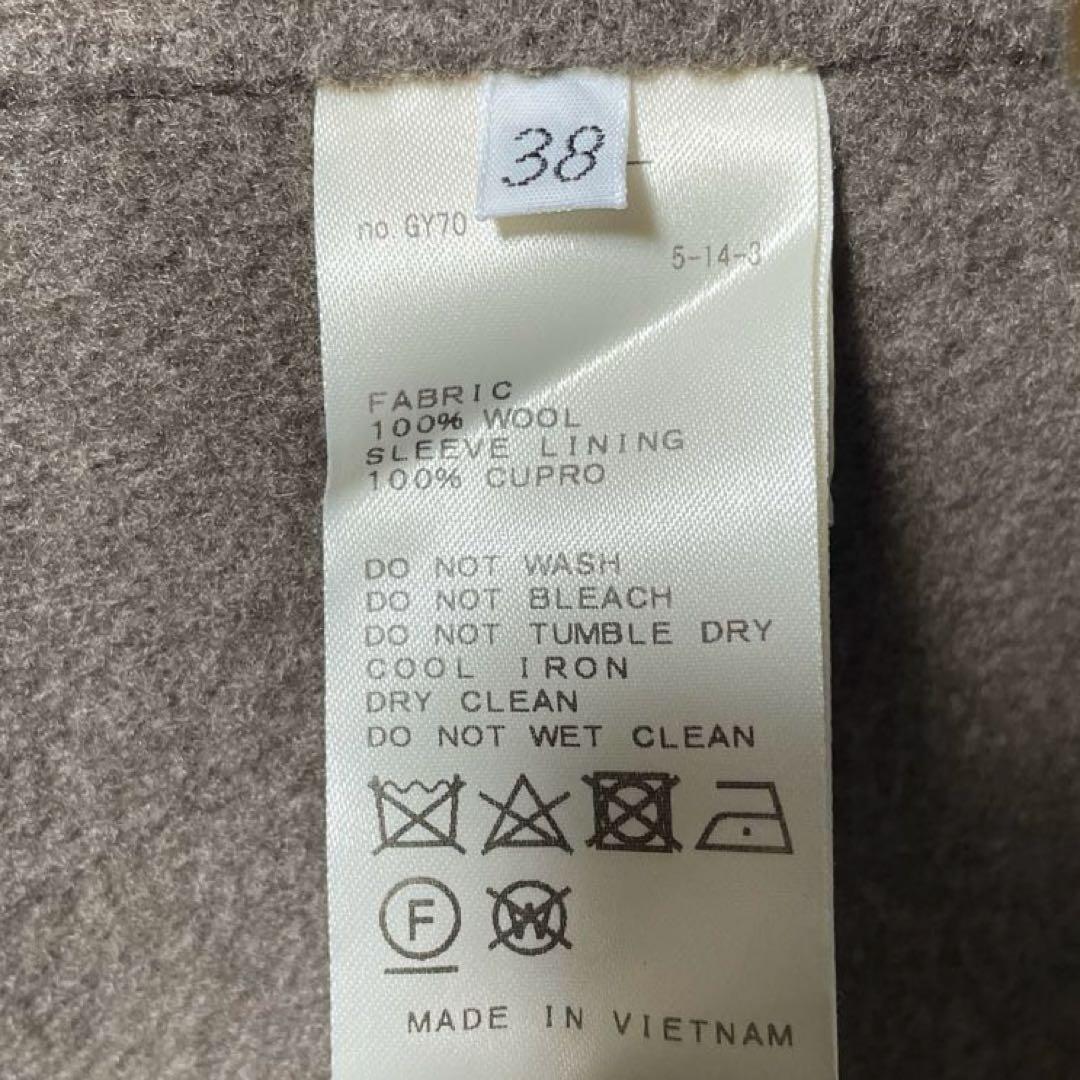 38
no. GY70
5-14-3
FABRIC
100% WOOL
SLEEVE LINING
100% CUPRO
DO NOT WASH
DO NOT BLEACH
DO NOT TUMBLE DRY
COOL IRON
DRY CLEAN
DO NOT WET CLEAN
F W
MADE IN VIETNAM